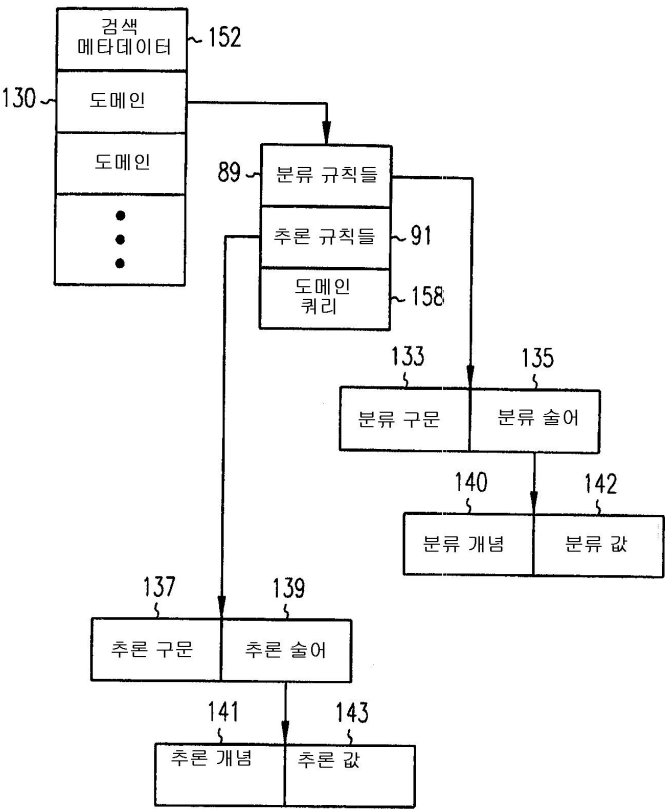 검색
메타데이터
152
130
도메인
도메인
89
분류 규칙들
추론 규칙들
91
도메인
쿼리
158
133
135
분류 구문
분류 술어
140
142
분류 개념
분류 값
137
139
추론 구문
추론 술어
141
143
추론 개념
추론 값